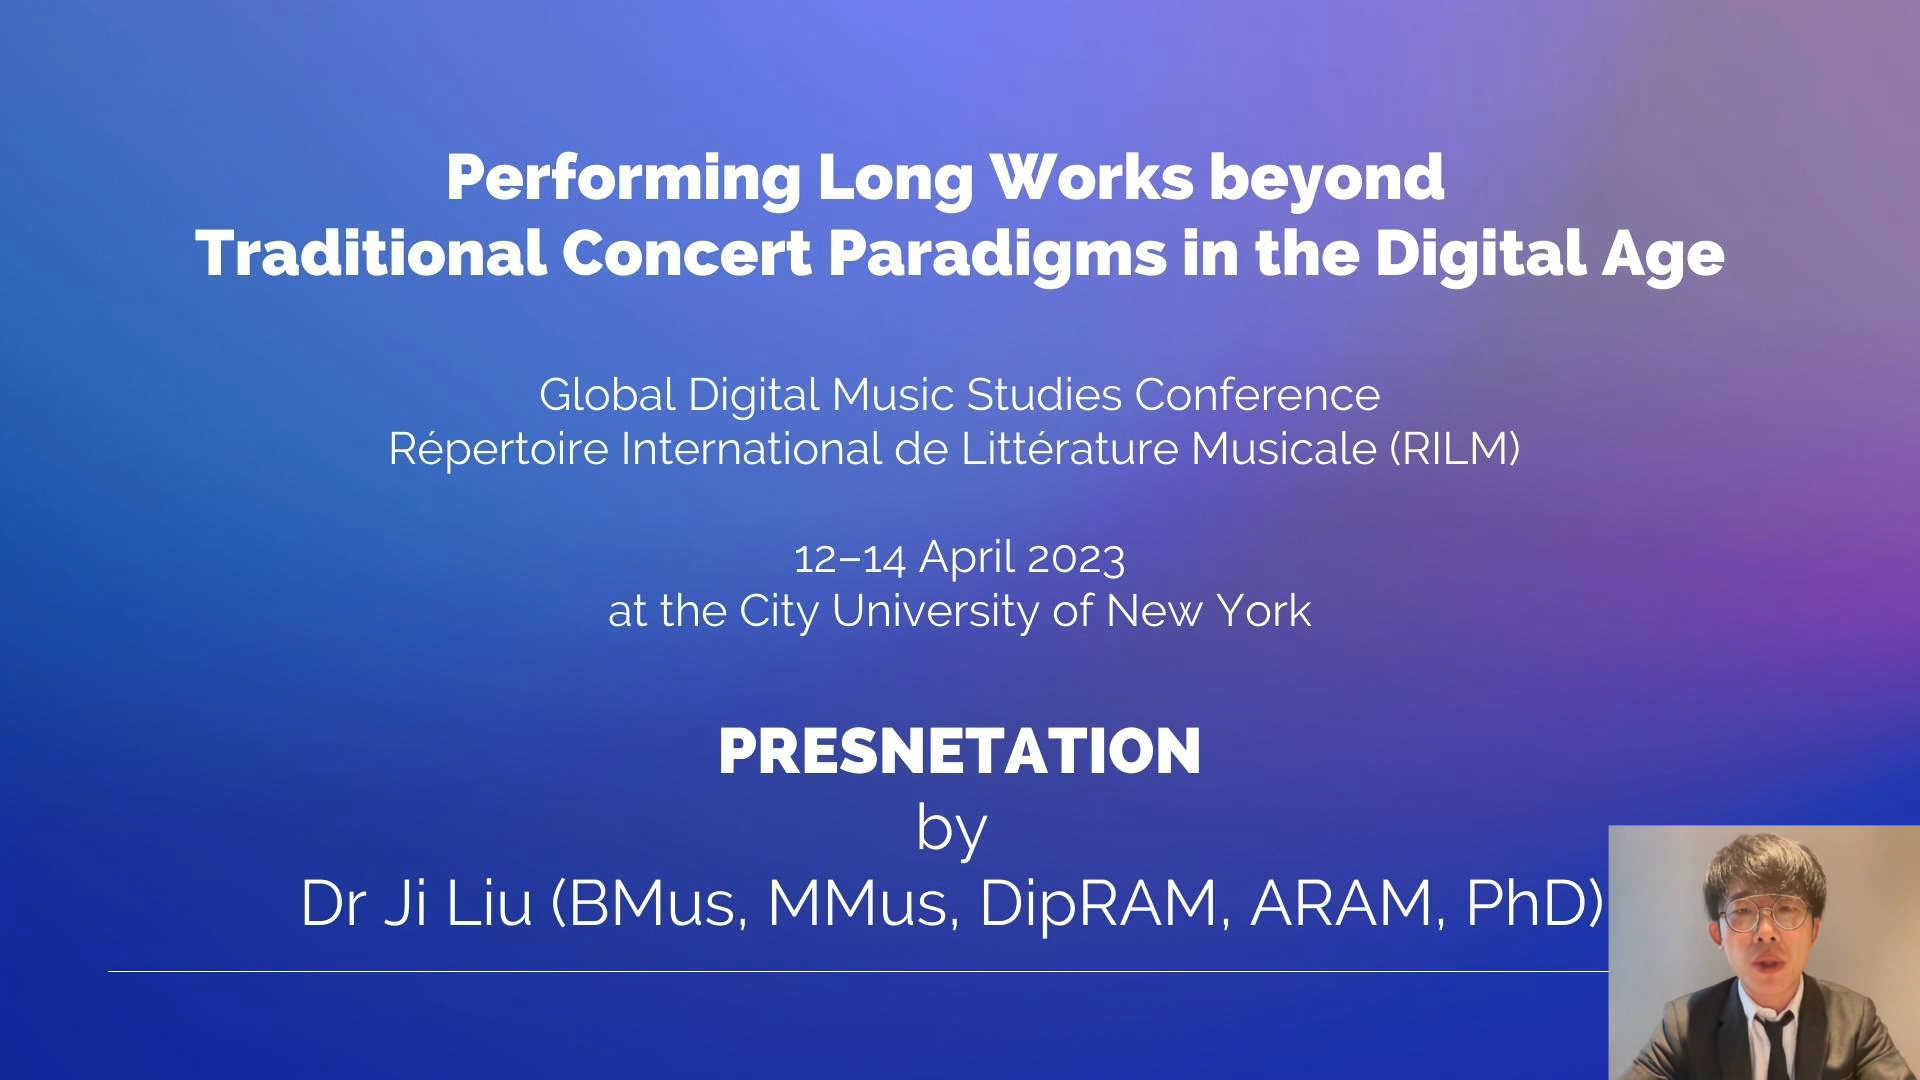 Performing Long Works beyond
Traditional Concert Paradigms in the Digital Age
Global Digital Music Studies Conference
Répertoire International de Littérature Musicale (RILM)
12–14 April 2023
at the City University of New York
PRESNETATION
by
Dr Ji Liu (BMus, MMus, DipRAM, ARAM, PhD)